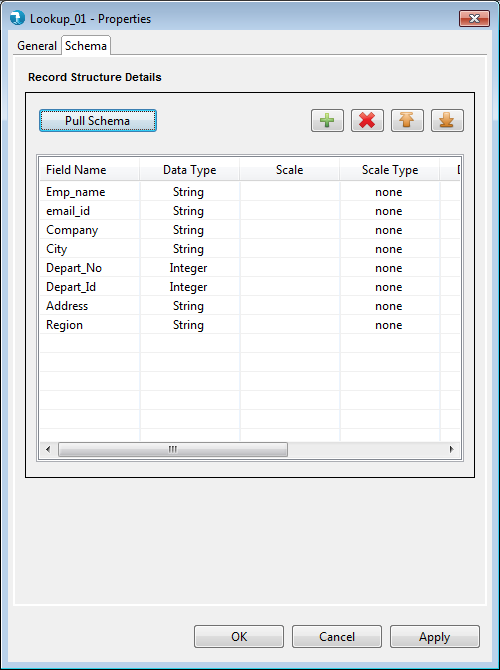 Lookup_01 - Properties
General Schema
Record Structure Details
Pull Schema
Field Name Data Type Scale Scale Type
Emp_name String none
email_id String none
Company String none
City String none
Depart_No Integer none
Depart_Id Integer none
Address String none
Region String none
OK Cancel Apply